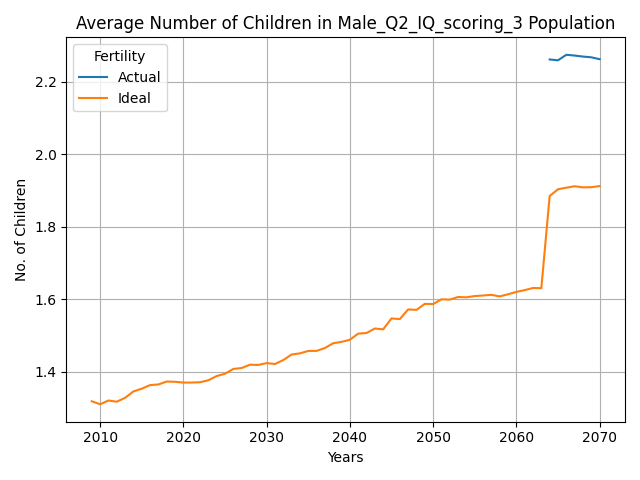 Average Number of Children in Male_Q2_IQ_scoring_3 Population
Fertility
Actual
Ideal
No. of Children
2.2
2.0
1.8
1.6
1.4
2010 2020 2030 2040 2050 2060 2070
Years